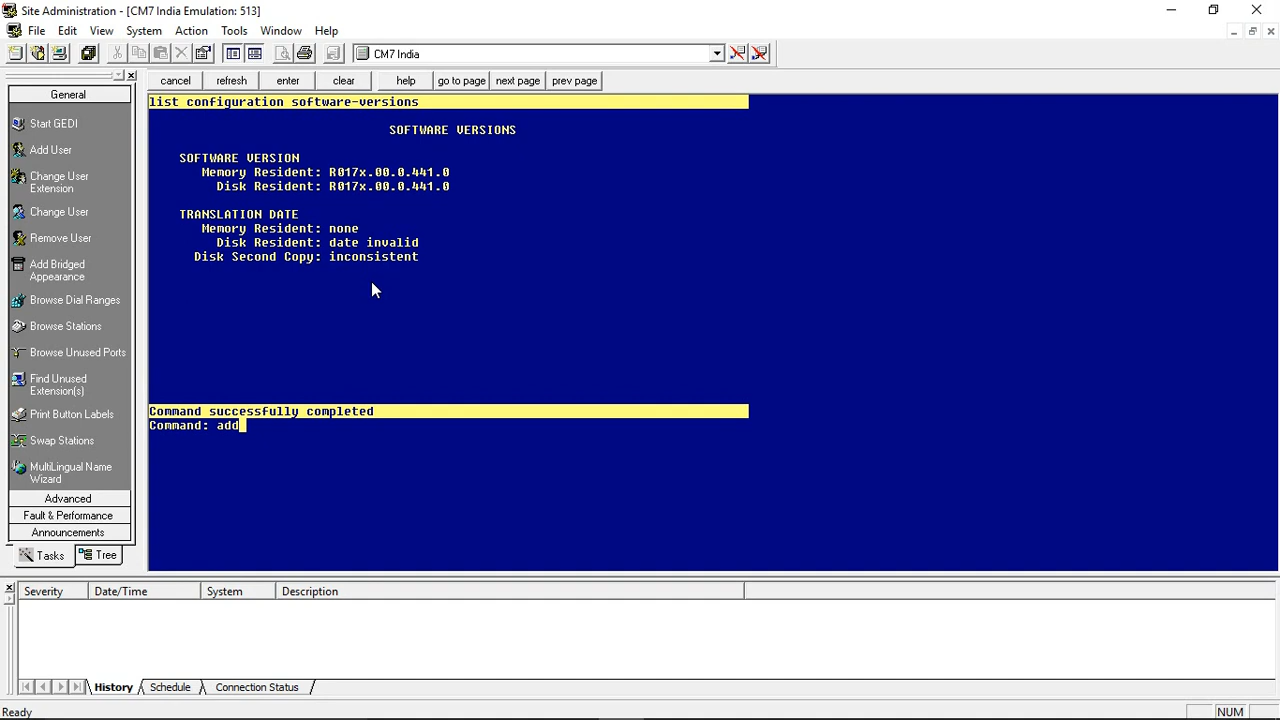 Site Administration - [CM7 India Emulation: 513]
File Edit View System Action Tools Window Help
CM7 India
cancel refresh enter clear help go to page next page prev page
General
Start GEDI
Add User
Change User
Extension
Change User
Remove User
Add Bridged
Appearance
Browse Dial Ranges
Browse Stations
Browse Unused Ports
Find Unused
Extension(s)
Print Button Labels
Swap Stations
MultiLingual Name
Wizard
Advanced
Fault & Performance
Announcements
Tasks Tree
list configuration software-versions
SOFTWARE VERSIONS
SOFTWARE VERSION
Memory Resident: R017x.00.0.441.0
Disk Resident: R017x.00.0.441.0
TRANSLATION DATE
Memory Resident: none
Disk Resident: date invalid
Disk Second Copy: inconsistent
Command successfully completed
Command: add
Severity Date/Time System Description
History Schedule Connection Status
Ready NUM